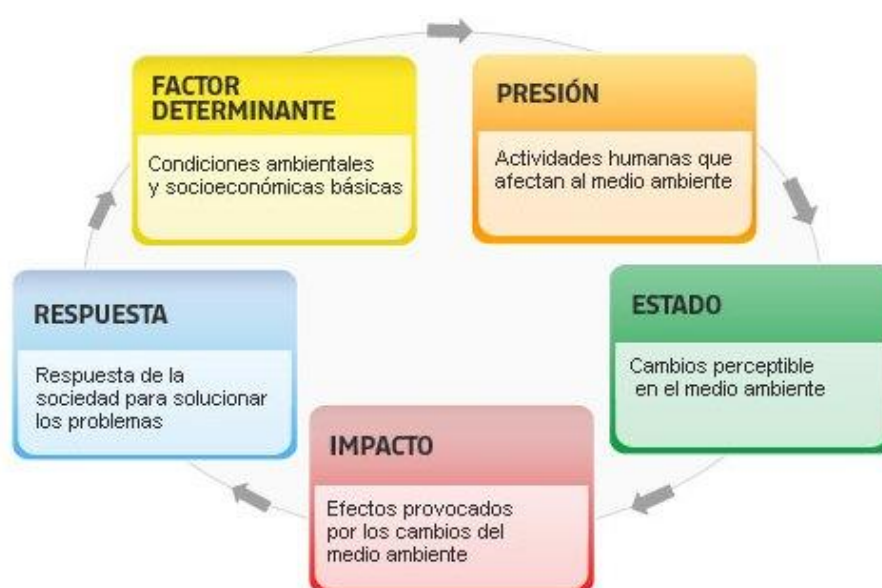 FACTOR
DETERMINANTE
Condiciones ambientales
y socioeconómicas básicas
PRESIÓN
Actividades humanas que
afectan al medio ambiente
ESTADO
Cambios perceptible
en el medio ambiente
IMPACTO
Efectos provocados
por los cambios del
medio ambiente
RESPUESTA
Respuesta de la
sociedad para solucionar
los problemas